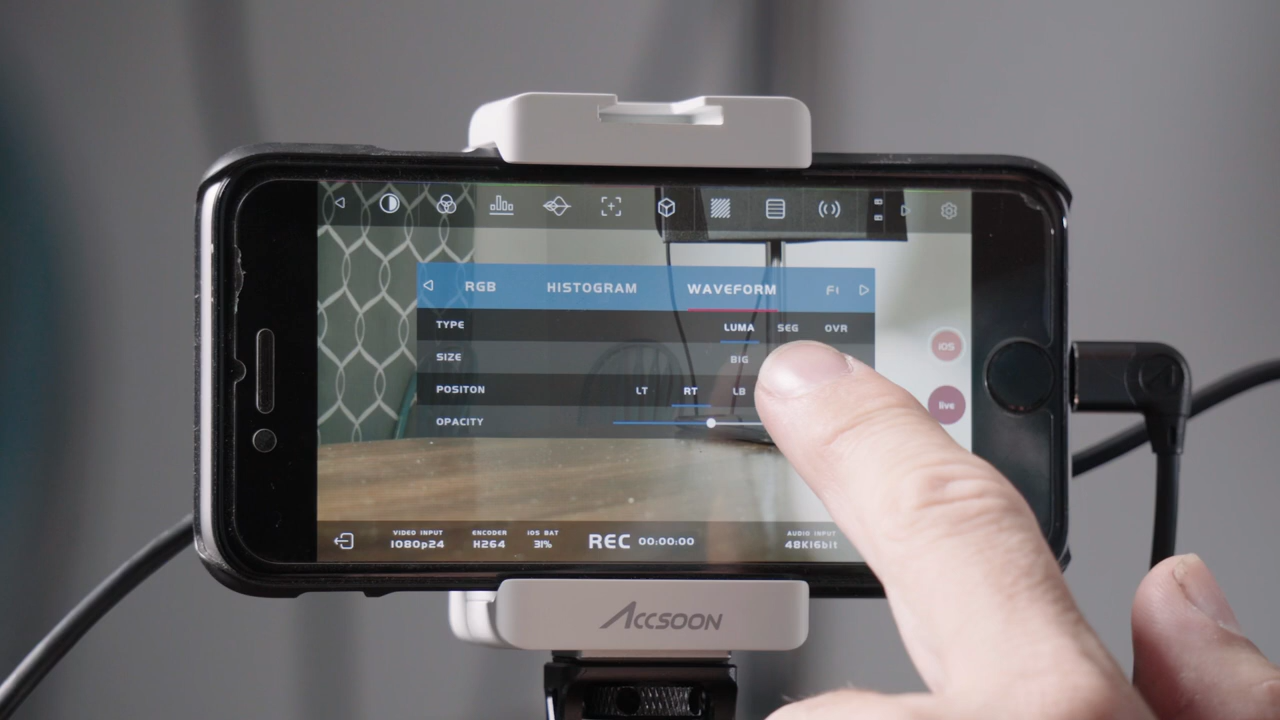 RGB HISTOGRAM WAVEFORM
TYPE LUMA SEG OVR
SIZE BIG
POSITON LT RT LB
OPACITY
iOS
live
VIDEO INPUT ENCODER IOS BAT AUDIO INPUT
1080p24 H264 31% REC 00:00:00 48K16bit
ACCSOON